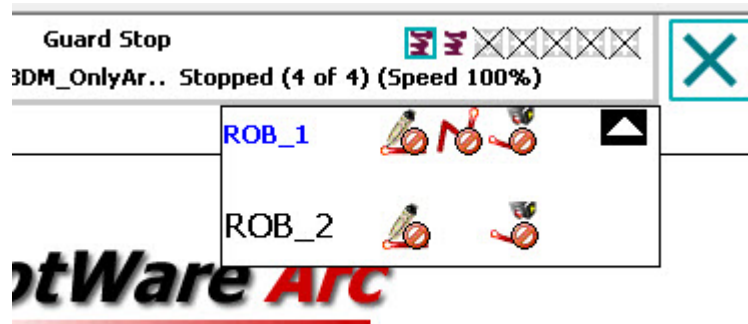 Guard Stop
3DM_OnlyAr.. Stopped (4 of 4) (Speed 100%)
ROB_1
ROB_2
otWare Arc